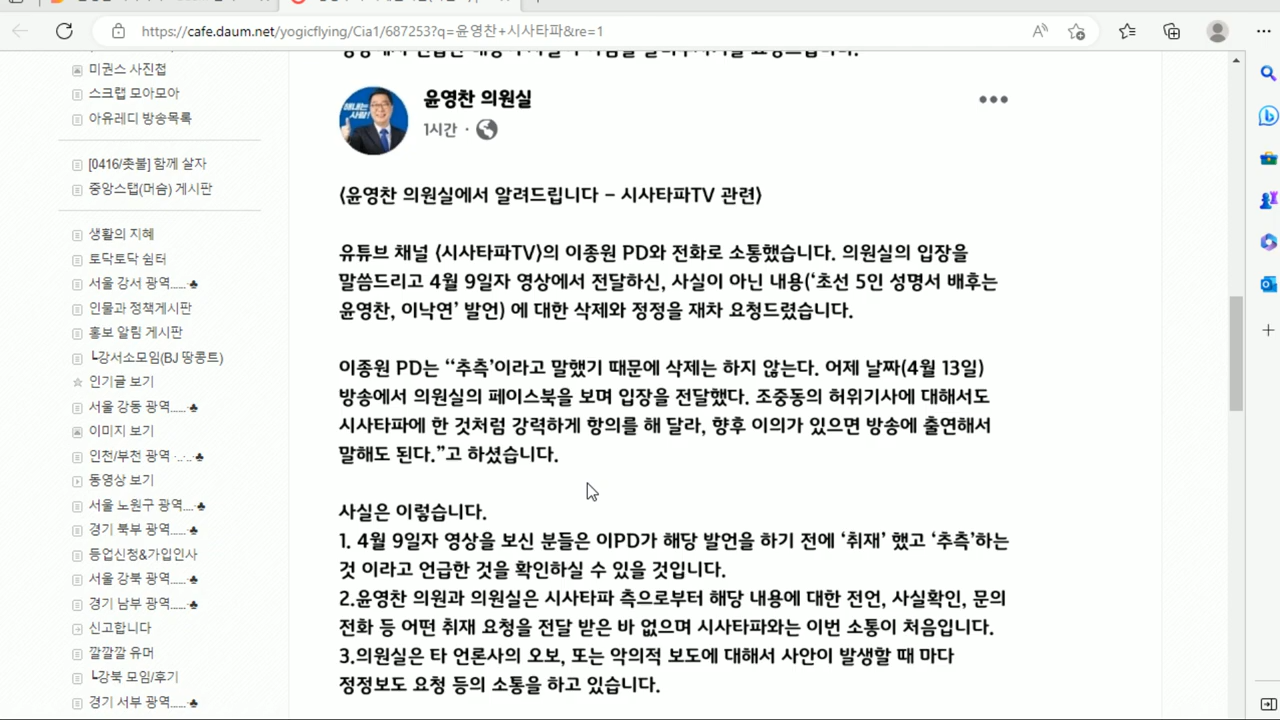 https://cafe.daum.net/yogicflying/Cia1/687253?q=윤영찬+시사타파&re=1
미권스 사진첩
스크랩 모아모아
아유레디 방송목록
[0416/촛불] 함께 살자
중앙스탭(머슴) 게시판
생활의 지혜
토닥토닥 쉼터
서울 강서 광역......·♣
인물과 정책게시판
홍보 알림 게시판
┗강서소모임(BJ 땅콩트)
인기글 보기
서울 강동 광역......·♣
이미지 보기
인천/부천 광역 ·..·..·♣
동영상 보기
서울 노원구 광역....·♣
경기 북부 광역......·♣
등업신청&가입인사
서울 강북 광역......·♣
경기 남부 광역......·♣
신고합니다
깔깔깔 유머
┗강북 모임/후기
경기 서부 광역......·♣
해내는
사람!
윤영찬 의원실
1시간 ·
(윤영찬 의원실에서 알려드립니다 - 시사타파TV 관련)
유튜브 채널 (시사타파TV)의 이종원 PD와 전화로 소통했습니다. 의원실의 입장을
말씀드리고 4월 9일자 영상에서 전달하신, 사실이 아닌 내용(‘초선 5인 성명서 배후는
윤영찬, 이낙연’ 발언) 에 대한 삭제와 정정을 재차 요청드렸습니다.
이종원 PD는 “‘추측’이라고 말했기 때문에 삭제는 하지 않는다. 어제 날짜(4월 13일)
방송에서 의원실의 페이스북을 보며 입장을 전달했다. 조중동의 허위기사에 대해서도
시사타파에 한 것처럼 강력하게 항의를 해 달라, 향후 이의가 있으면 방송에 출연해서
말해도 된다.”고 하셨습니다.
사실은 이렇습니다.
1. 4월 9일자 영상을 보신 분들은 이PD가 해당 발언을 하기 전에 ‘취재’ 했고 ‘추측’하는
것 이라고 언급한 것을 확인하실 수 있을 것입니다.
2.윤영찬 의원과 의원실은 시사타파 측으로부터 해당 내용에 대한 전언, 사실확인, 문의
전화 등 어떤 취재 요청을 전달 받은 바 없으며 시사타파와는 이번 소통이 처음입니다.
3.의원실은 타 언론사의 오보, 또는 악의적 보도에 대해서 사안이 발생할 때 마다
정정보도 요청 등의 소통을 하고 있습니다.